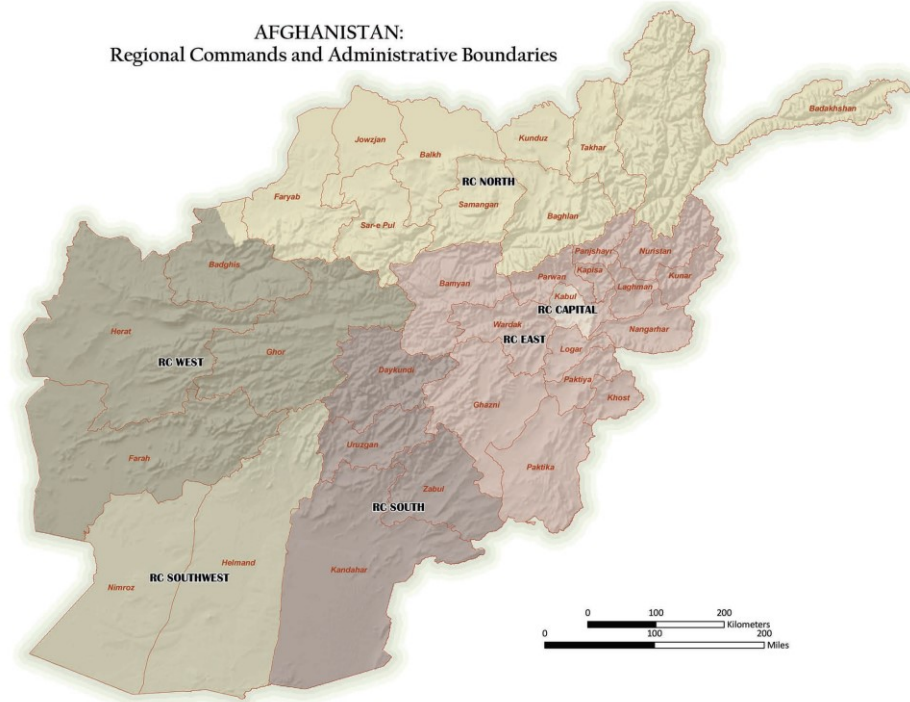 AFGHANISTAN:
Regional Commands and Administrative Boundaries
Badakhshan
Jowzjan
Balkh
Kunduz
Takhar
RC NORTH
Faryab
Samangan
Sar-e Pul
Baghlan
Panjshayr
Nuristan
Badghis
Bamyan
Parwan
Kapisa
Kunar
Laghman
Kabul
RC CAPITAL
Herat
Wardak
Nangarhar
RC WEST
Ghor
RC EAST
Logar
Daykundi
Paktiya
Ghazni
Khost
Uruzgan
Farah
Paktika
Zabul
RC SOUTH
Helmand
Kandahar
RC SOUTHWEST
Nimroz
0 100 200
Kilometers
0 100 200
Miles